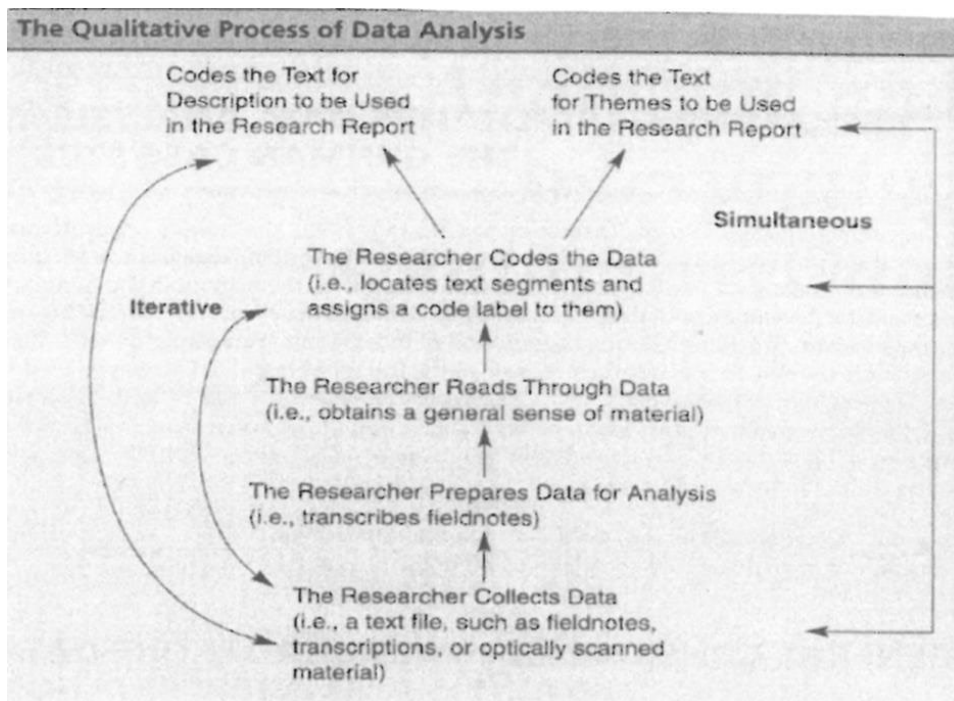 The Qualitative Process of Data Analysis
Codes the Text for
Description to be Used
in the Research Report
Codes the Text
for Themes to be Used
in the Research Report
Simultaneous
The Researcher Codes the Data
(i.e., locates text segments and
assigns a code label to them)
Iterative
The Researcher Reads Through Data
(i.e., obtains a general sense of material)
The Researcher Prepares Data for Analysis
(i.e., transcribes fieldnotes)
The Researcher Collects Data
(i.e., a text file, such as fieldnotes,
transcriptions, or optically scanned
material)